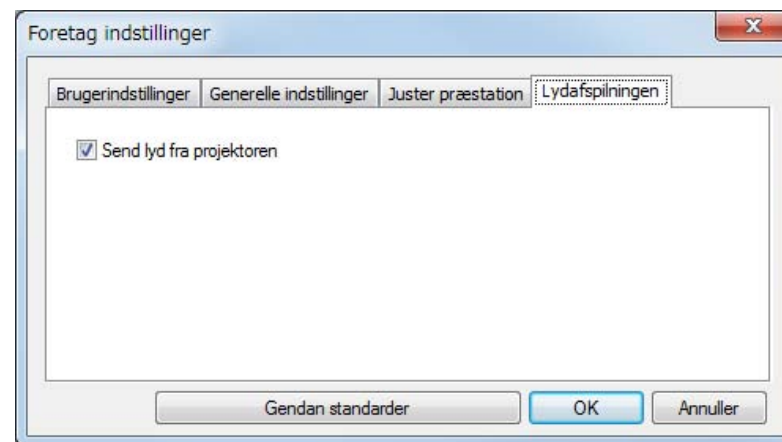 Foretag indstillinger
Brugerindstillinger Generelle indstillinger Juster præstation Lydafspilningen
Send lyd fra projektoren
Gendan standarder OK Annuller